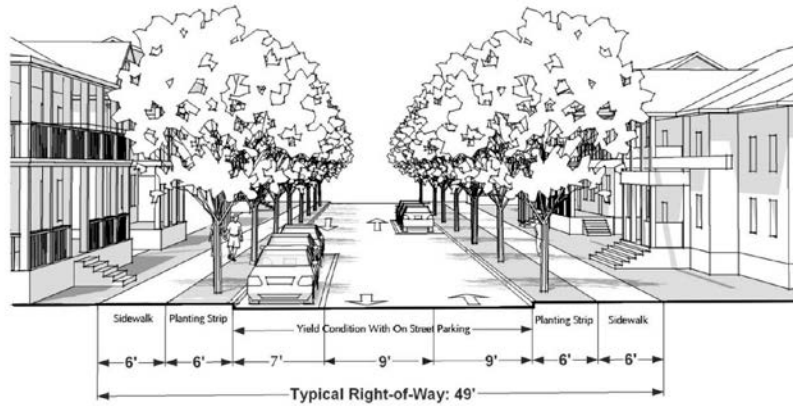 Sidewalk Planting Strip Yield Condition With On Street Parking Planting Strip Sidewalk
6' 6' 7' 9' 9' 6' 6'
Typical Right-of-Way: 49'